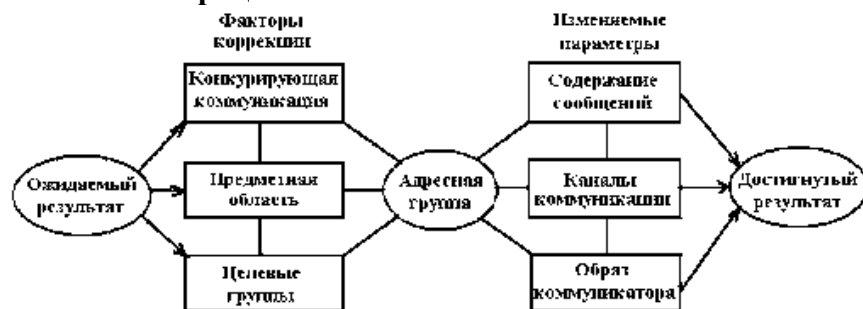 Факторы
коррекции
Изменяемые
параметры
Конкурирующая
коммуникация
Содержание
сообщений
Ожидаемый
результат
Предметная
область
Адресная
группа
Каналы
коммуникации
Достигнутый
результат
Целевые
группы
Образ
коммуникатора